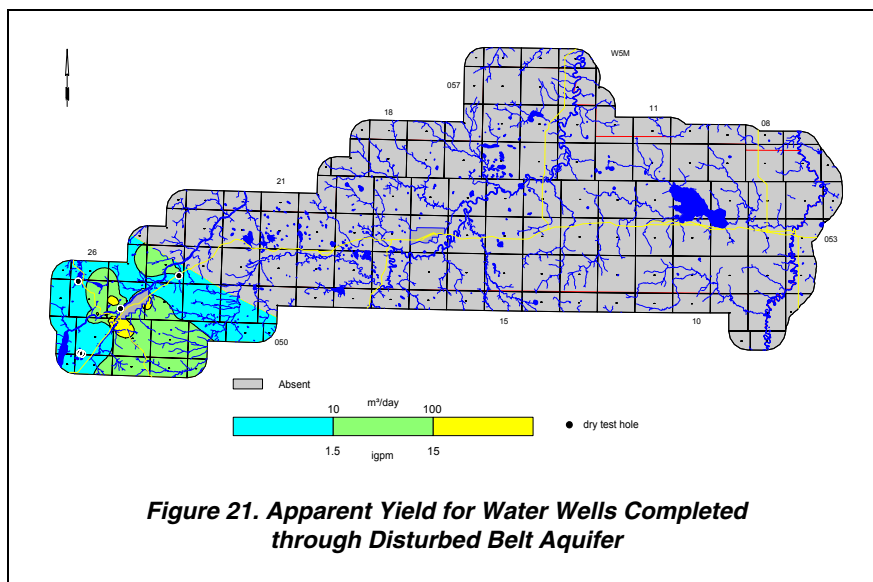 W5M
057
11
18
08
21
053
26
15
10
050
Absent
m³/day
10
100
dry test hole
1.5
igpm
15
Figure 21. Apparent Yield for Water Wells Completed
through Disturbed Belt Aquifer